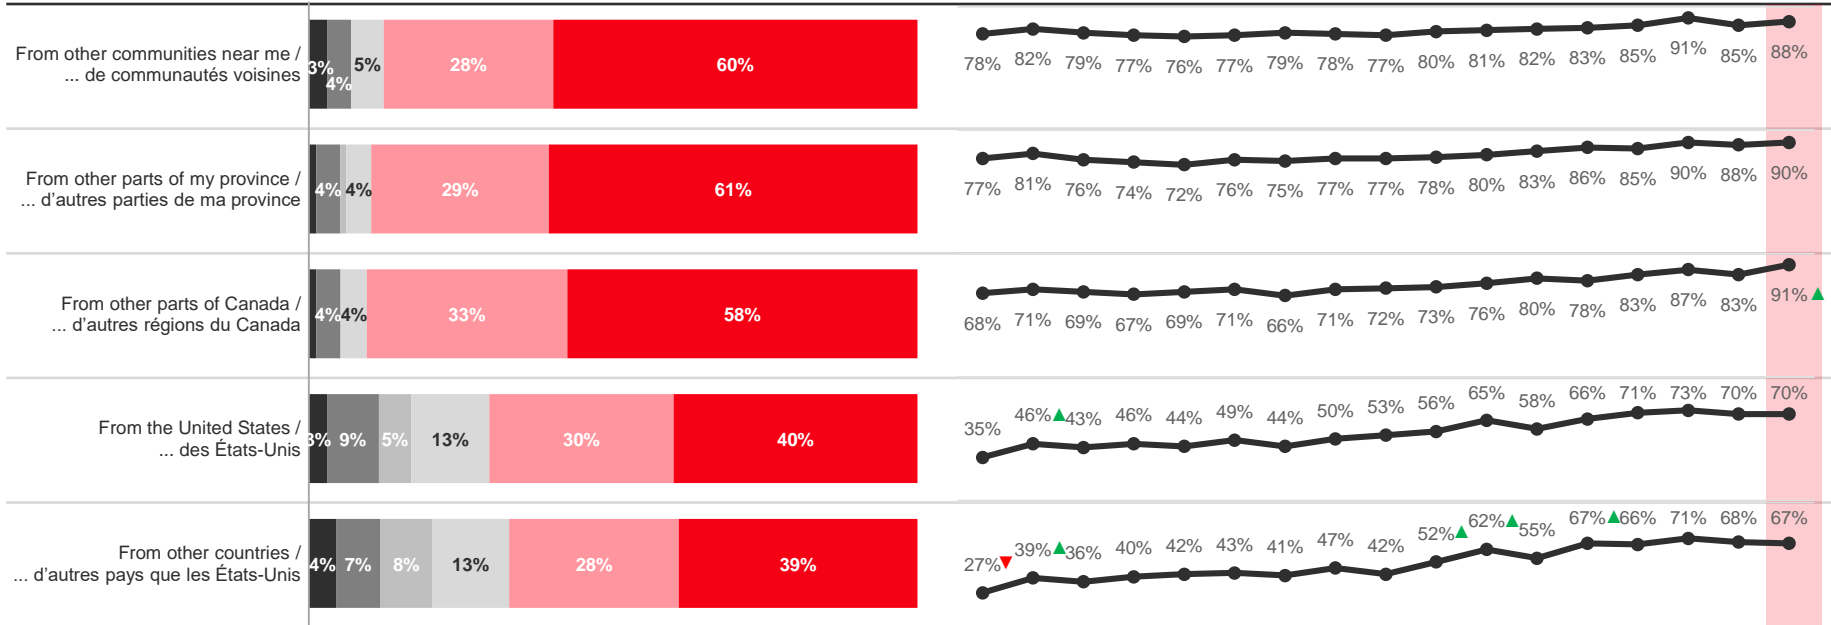 From other communities near me /
... de communautés voisines
3%
4%
5%
28%
60%
78% 82% 79% 77% 76% 77% 79% 78% 77% 80% 81% 82% 83% 85% 91% 85% 88%
From other parts of my province /
... d'autres parties de ma province
4%
4%
29%
61%
77% 81% 76% 74% 72% 76% 75% 77% 77% 78% 80% 83% 86% 85% 90% 88% 90%
From other parts of Canada /
... d'autres régions du Canada
4%
4%
33%
58%
68% 71% 69% 67% 69% 71% 66% 71% 72% 73% 76% 80% 78% 83% 87% 83% 91%
From the United States /
... des États-Unis
3%
9%
5%
13%
30%
40%
35% 46% 43% 46% 44% 49% 44% 50% 53% 56% 65% 58% 66% 71% 73% 70% 70%
From other countries /
... d'autres pays que les États-Unis
4%
7%
8%
13%
28%
39%
27% 39% 36% 40% 42% 43% 41% 47% 42% 52% 62% 55% 67% 66% 71% 68% 67%